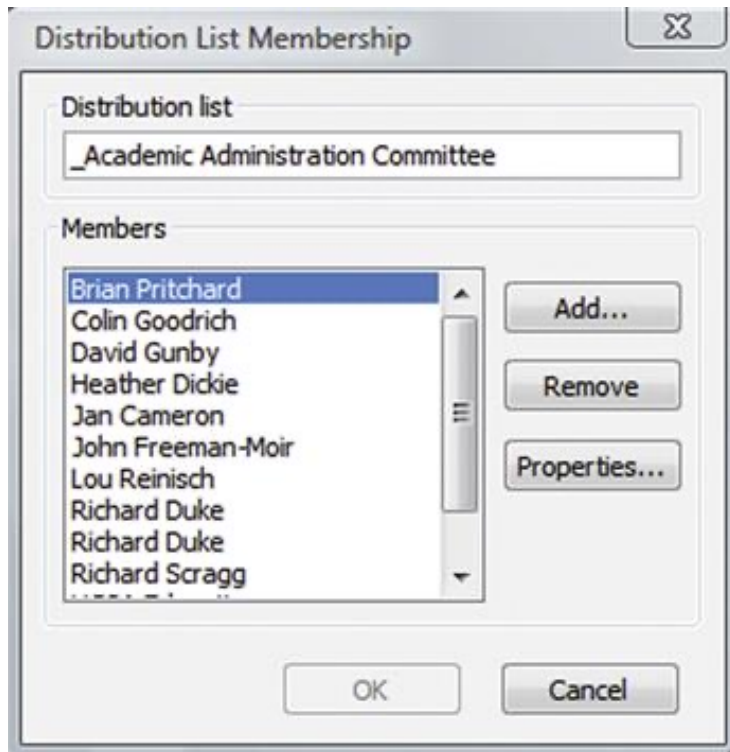 Distribution List Membership
Distribution list
_Academic Administration Committee
Members
Brian Pritchard
Colin Goodrich
David Gunby
Heather Dickie
Jan Cameron
John Freeman-Moir
Lou Reinisch
Richard Duke
Richard Duke
Richard Scragg
Add...
Remove
Properties...
OK
Cancel